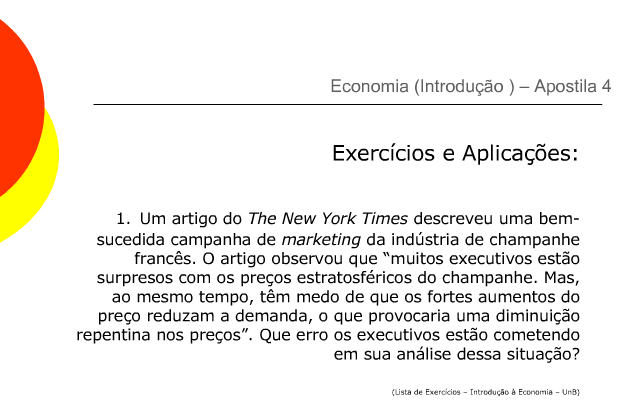 Economia (Introdução ) – Apostila 4
Exercícios e Aplicações:
1. Um artigo do The New York Times descreveu uma bem-
sucedida campanha de marketing da indústria de champanhe
francês. O artigo observou que “muitos executivos estão
surpresos com os preços estratosféricos do champanhe. Mas,
ao mesmo tempo, têm medo de que os fortes aumentos do
preço reduzam a demanda, o que provocaria uma diminuição
repentina nos preços”. Que erro os executivos estão cometendo
em sua análise dessa situação?
(Lista de Exercícios – Introdução à Economia – UnB)